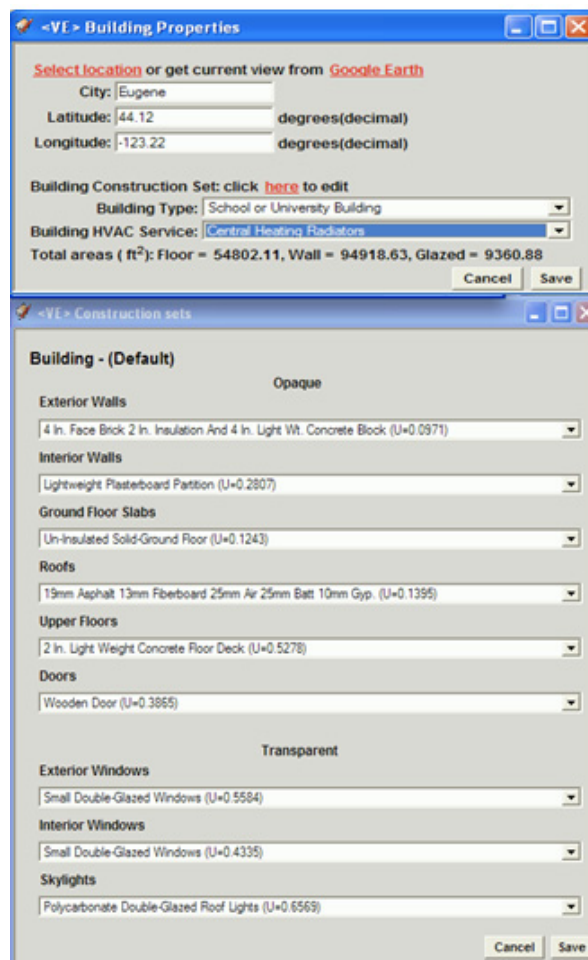 <VE> Building Properties
Select location or get current view from Google Earth
City: Eugene
Latitude: 44.12 degrees(decimal)
Longitude: -123.22 degrees(decimal)
Building Construction Set: click here to edit
Building Type: School or University Building
Building HVAC Service: Central Heating Radiators
Total areas ( ft²): Floor = 54802.11, Wall = 94918.63, Glazed = 9360.88
Cancel Save
<VE> Construction sets
Building - (Default)
Opaque
Exterior Walls
4 In. Face Brick 2 In. Insulation And 4 In. Light Wt. Concrete Block (U=0.0971)
Interior Walls
Lightweight Plasterboard Partition (U=0.2807)
Ground Floor Slabs
Un-Insulated Solid-Ground Floor (U=0.1243)
Roofs
19mm Asphalt 13mm Fiberboard 25mm Air 25mm Batt 10mm Gyp. (U=0.1395)
Upper Floors
2 In. Light Weight Concrete Floor Deck (U=0.5278)
Doors
Wooden Door (U=0.3865)
Transparent
Exterior Windows
Small Double-Glazed Windows (U=0.5584)
Interior Windows
Small Double-Glazed Windows (U=0.4335)
Skylights
Polycarbonate Double-Glazed Roof Lights (U=0.6569)
Cancel Save